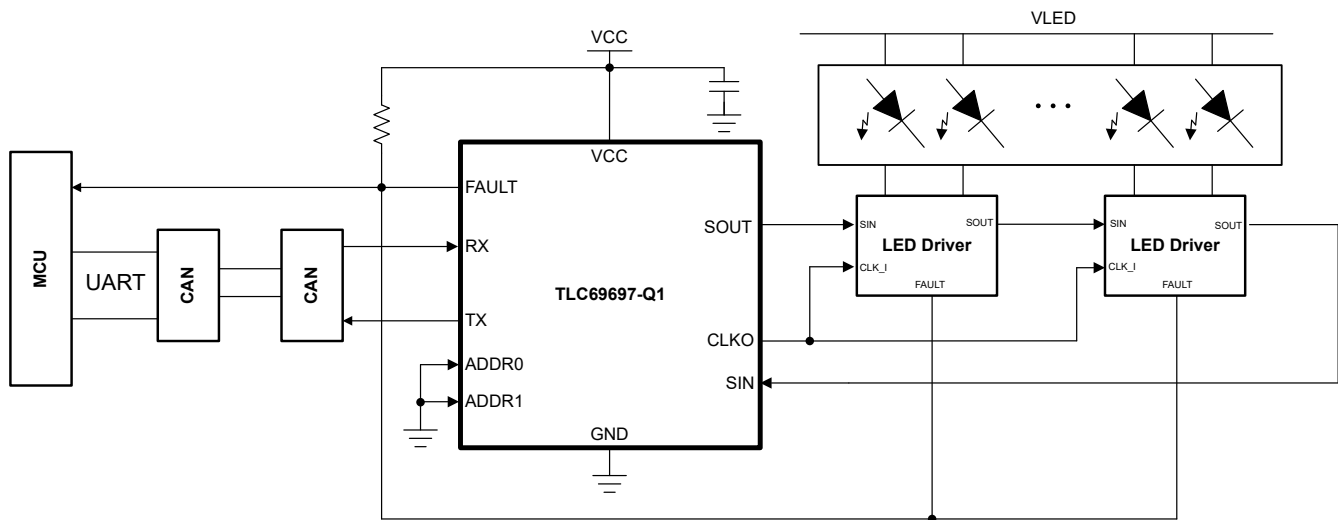 VLED
VCC
VCC
MCU
UART
CAN
CAN
FAULT
RX
TX
ADDR0
ADDR1
TLC69697-Q1
SOUT
CLKO
SIN
GND
SIN
SOUT
LED Driver
CLK_I
FAULT
SIN
SOUT
LED Driver
CLK_I
FAULT